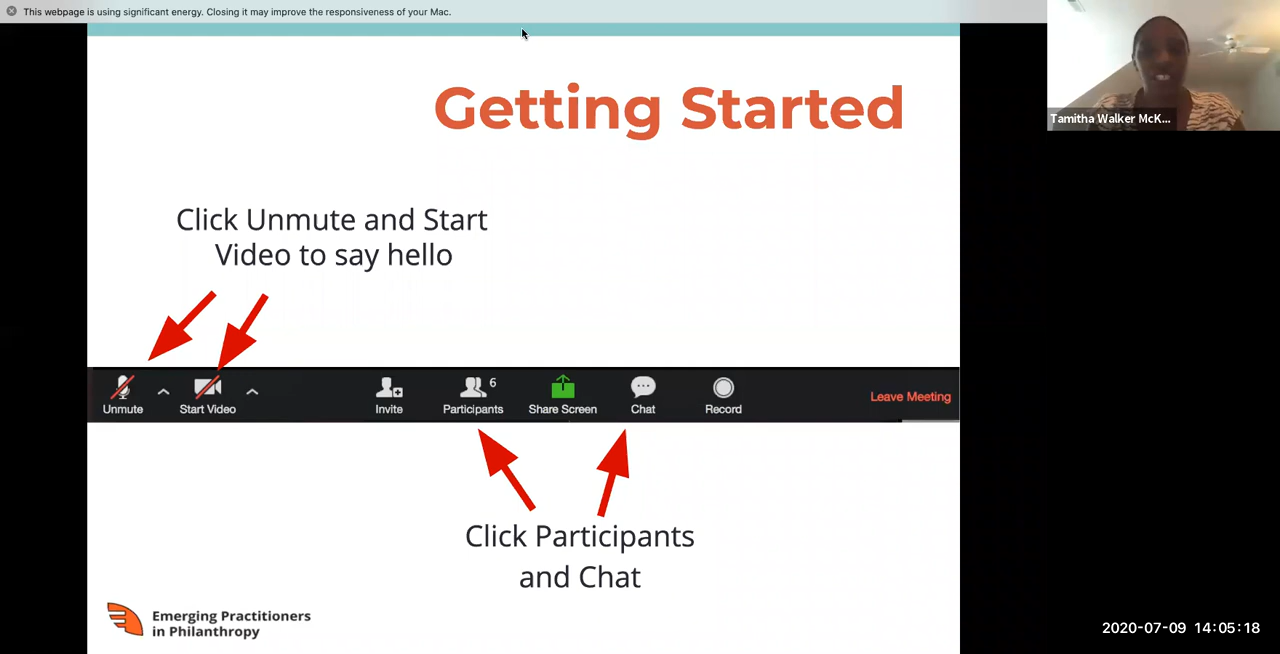 This webpage is using significant energy. Closing it may improve the responsiveness of your Mac.
Tamitha Walker McK...
Getting Started
Click Unmute and Start
Video to say hello
Unmute
Start Video
Invite
Participants
6
Share Screen
Chat
Record
Leave Meeting
Click Participants
and Chat
Emerging Practitioners
in Philanthropy
2020-07-09 14:05:18